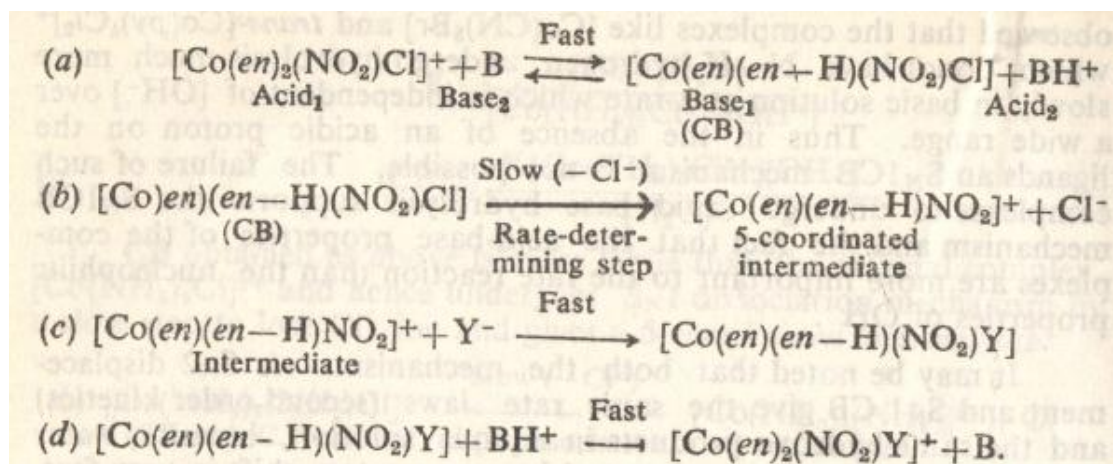 Fast
(a) [Co(en)₂(NO₂)Cl]⁺+B ⇌ [Co(en)(en+H)(NO₂)Cl]+BH⁺
Acid₁ Base₂ Base₁ Acid₂
(CB)
Slow (−Cl⁻)
(b) [Co)en)(en−H)(NO₂)Cl] ⟶ [Co(en)(en−H)NO₂]⁺+Cl⁻
(CB) Rate-deter- 5-coordinated
mining step intermediate
Fast
(c) [Co(en)(en−H)NO₂]⁺+Y⁻ ⟶ [Co(en)(en−H)(NO₂)Y]
Intermediate
Fast
(d) [Co(en)(en-H)(NO₂)Y]+BH⁺ ⟶ [Co(en)₂(NO₂)Y]⁺+B.